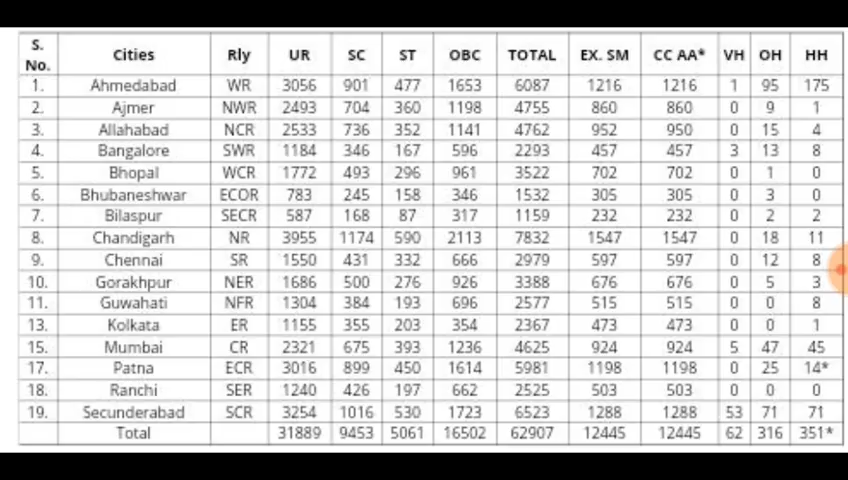 S. No. Cities Rly UR SC ST OBC TOTAL EX. SM CC AA* VH OH HH
1. Ahmedabad WR 3056 901 477 1653 6087 1216 1216 1 95 175
2. Ajmer NWR 2493 704 360 1198 4755 860 860 0 9 1
3. Allahabad NCR 2533 736 352 1141 4762 952 950 0 15 4
4. Bangalore SWR 1184 346 167 596 2293 457 457 3 13 8
5. Bhopal WCR 1772 493 296 961 3522 702 702 0 1 0
6. Bhubaneshwar ECOR 783 245 158 346 1532 305 305 0 3 0
7. Bilaspur SECR 587 168 87 317 1159 232 232 0 2 2
8. Chandigarh NR 3955 1174 590 2113 7832 1547 1547 0 18 11
9. Chennai SR 1550 431 332 666 2979 597 597 0 12 8
10. Gorakhpur NER 1686 500 276 926 3388 676 676 0 5 3
11. Guwahati NFR 1304 384 193 696 2577 515 515 0 0 8
13. Kolkata ER 1155 355 203 354 2367 473 473 0 0 1
15. Mumbai CR 2321 675 393 1236 4625 924 924 5 47 45
17. Patna ECR 3016 899 450 1614 5981 1198 1198 0 25 14*
18. Ranchi SER 1240 426 197 662 2525 503 503 0 0 0
19. Secunderabad SCR 3254 1016 530 1723 6523 1288 1288 53 71 71
Total 31889 9453 5061 16502 62907 12445 12445 62 316 351*